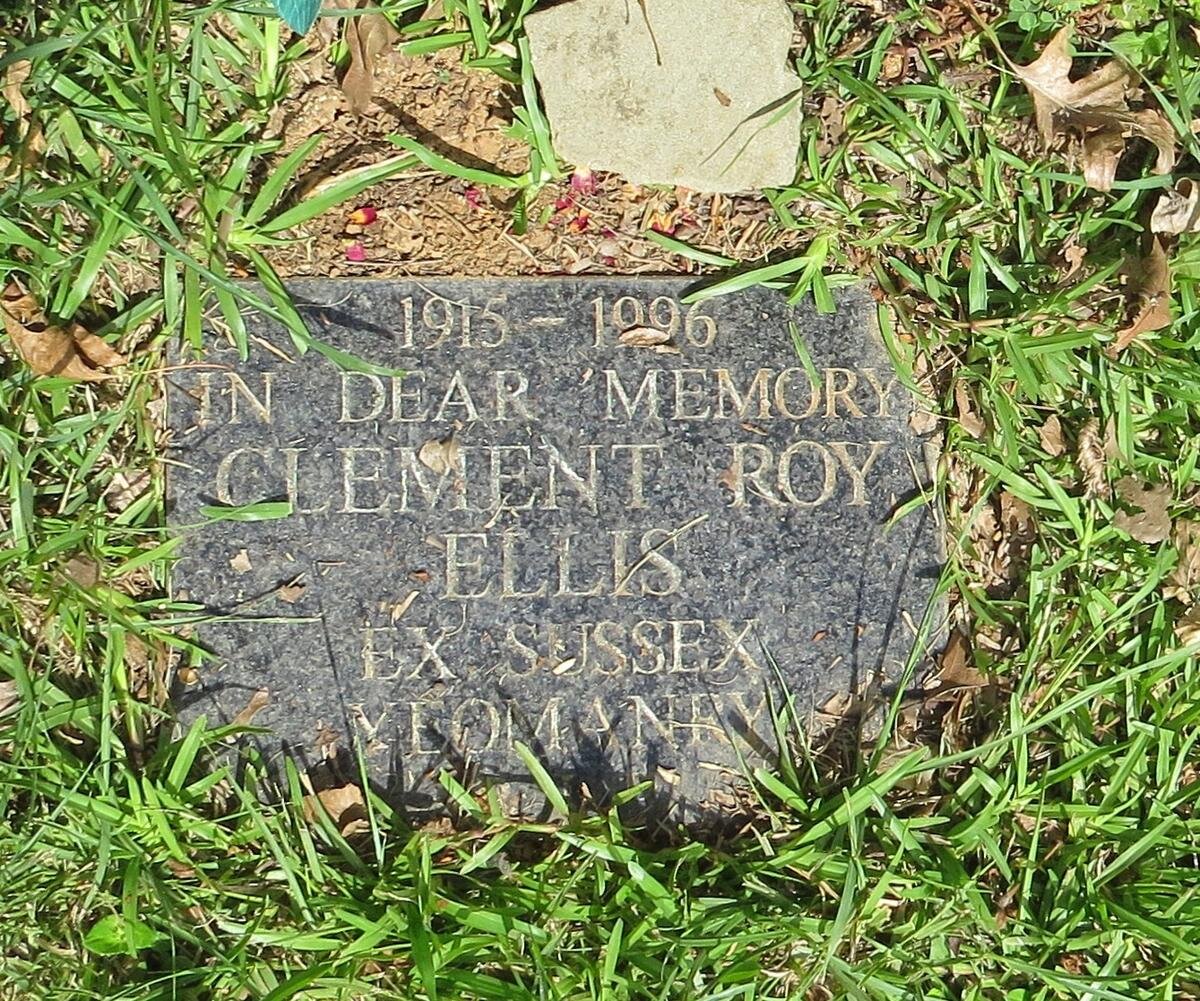 1915 - 1996
IN DEAR MEMORY
CLEMENT ROY
ELLIS
EX SUSSEX
YEOMANRY